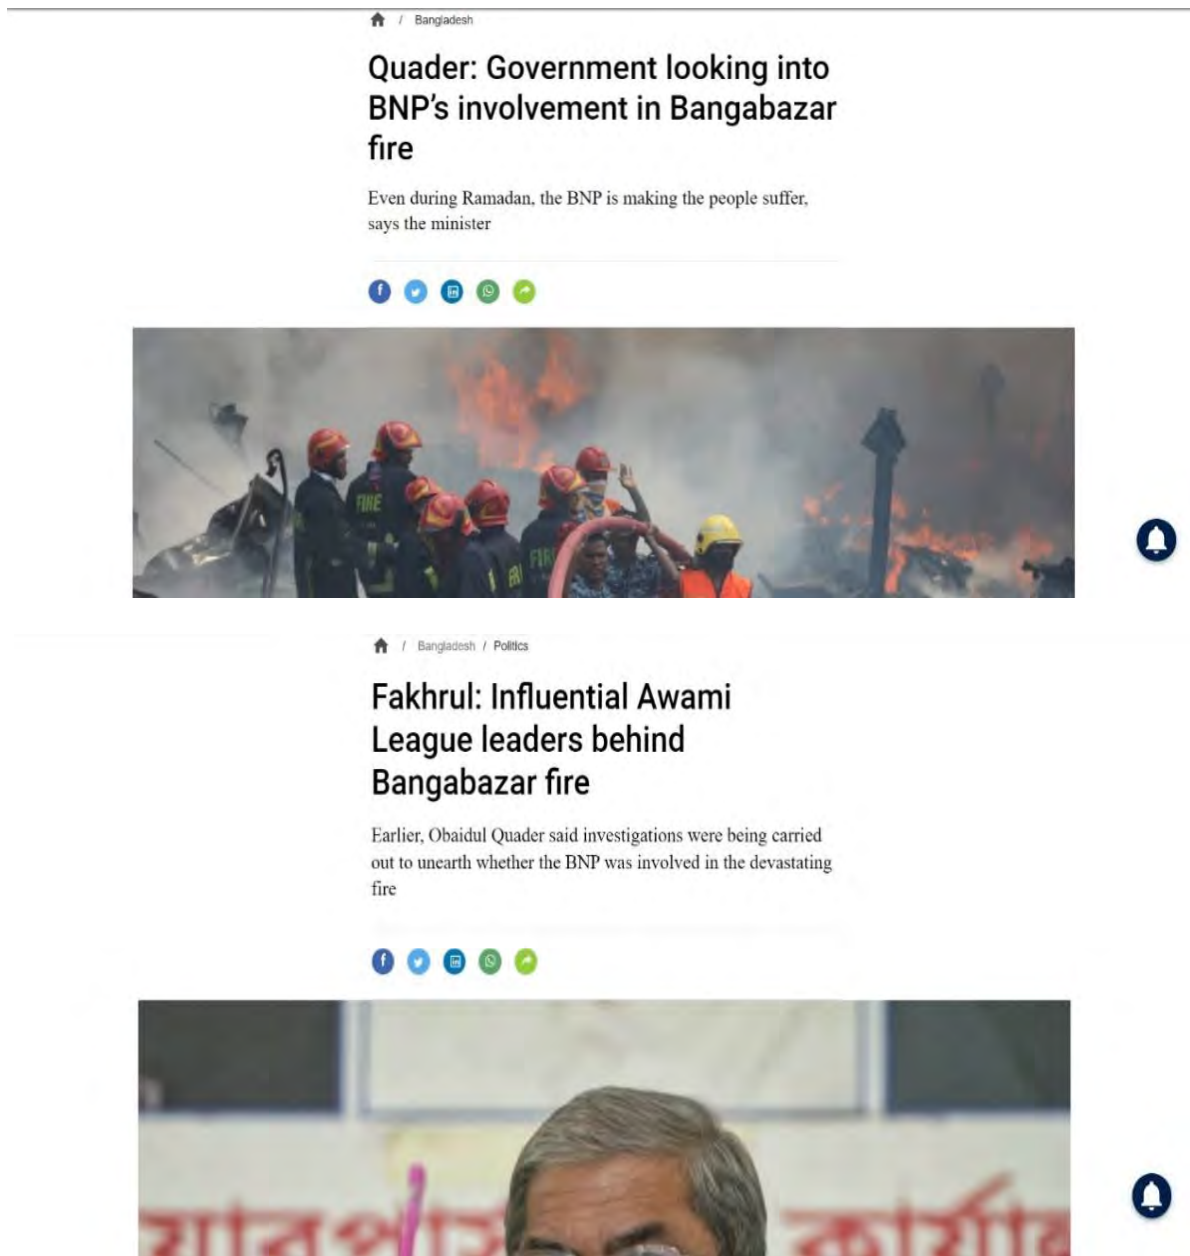 / Bangladesh
Quader: Government looking into
BNP's involvement in Bangabazar
fire
Even during Ramadan, the BNP is making the people suffer,
says the minister
FIRE
FIRE
/ Bangladesh / Politics
Fakhrul: Influential Awami
League leaders behind
Bangabazar fire
Earlier, Obaidul Quader said investigations were being carried
out to unearth whether the BNP was involved in the devastating
fire